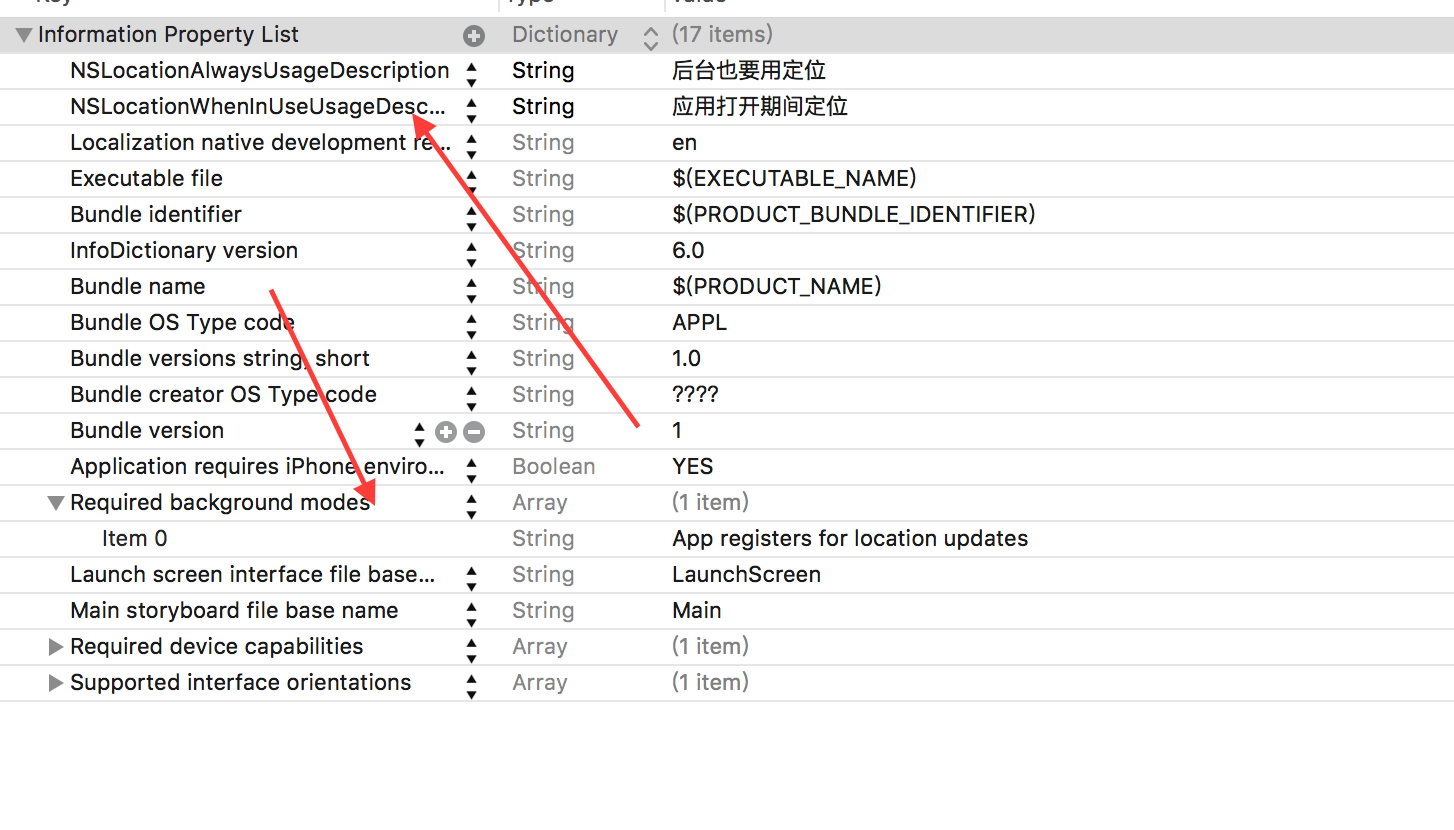 Information Property List Dictionary (17 items)
NSLocationAlwaysUsageDescription String 后台也要用定位
NSLocationWhenInUseUsageDesc... String 应用打开期间定位
Localization native development re... String en
Executable file String $(EXECUTABLE_NAME)
Bundle identifier String $(PRODUCT_BUNDLE_IDENTIFIER)
InfoDictionary version String 6.0
Bundle name String $(PRODUCT_NAME)
Bundle OS Type code String APPL
Bundle versions string, short String 1.0
Bundle creator OS Type code String ????
Bundle version String 1
Application requires iPhone enviro... Boolean YES
Required background modes Array (1 item)
Item 0 String App registers for location updates
Launch screen interface file base... String LaunchScreen
Main storyboard file base name String Main
Required device capabilities Array (1 item)
Supported interface orientations Array (1 item)